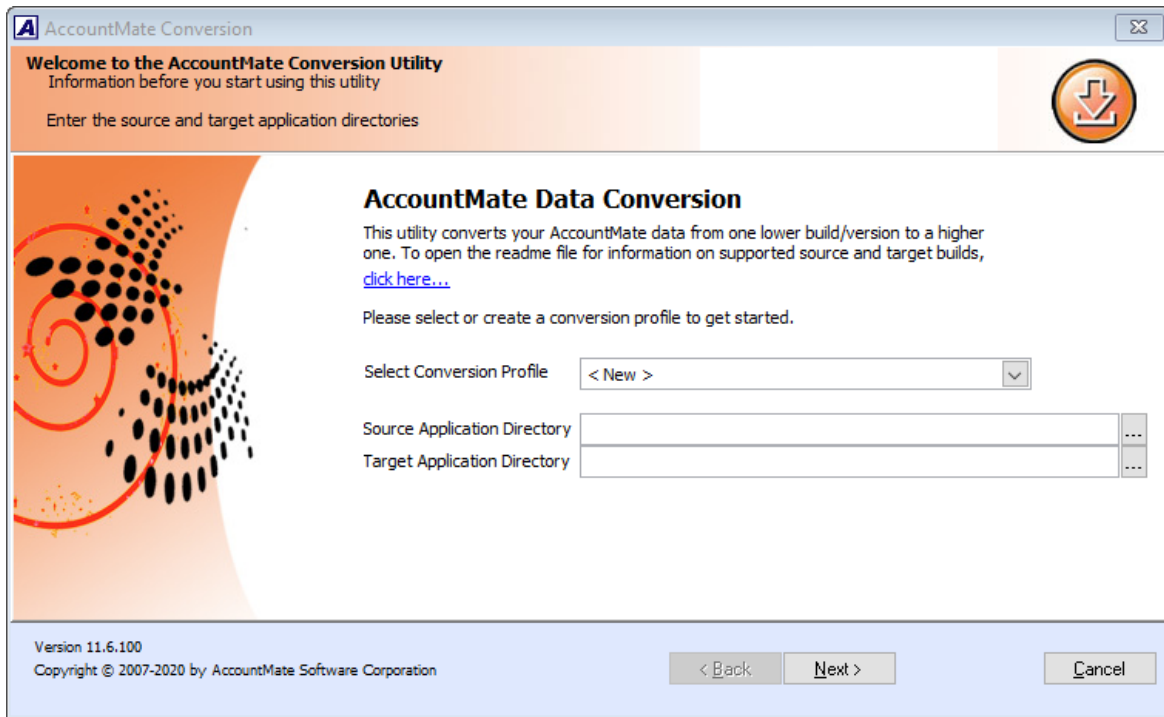 AccountMate Conversion
Welcome to the AccountMate Conversion Utility
Information before you start using this utility
Enter the source and target application directories
AccountMate Data Conversion
This utility converts your AccountMate data from one lower build/version to a higher
one. To open the readme file for information on supported source and target builds,
click here...
Please select or create a conversion profile to get started.
Select Conversion Profile
< New >
Source Application Directory
...
Target Application Directory
...
Version 11.6.100
Copyright © 2007-2020 by AccountMate Software Corporation
< Back
Next >
Cancel